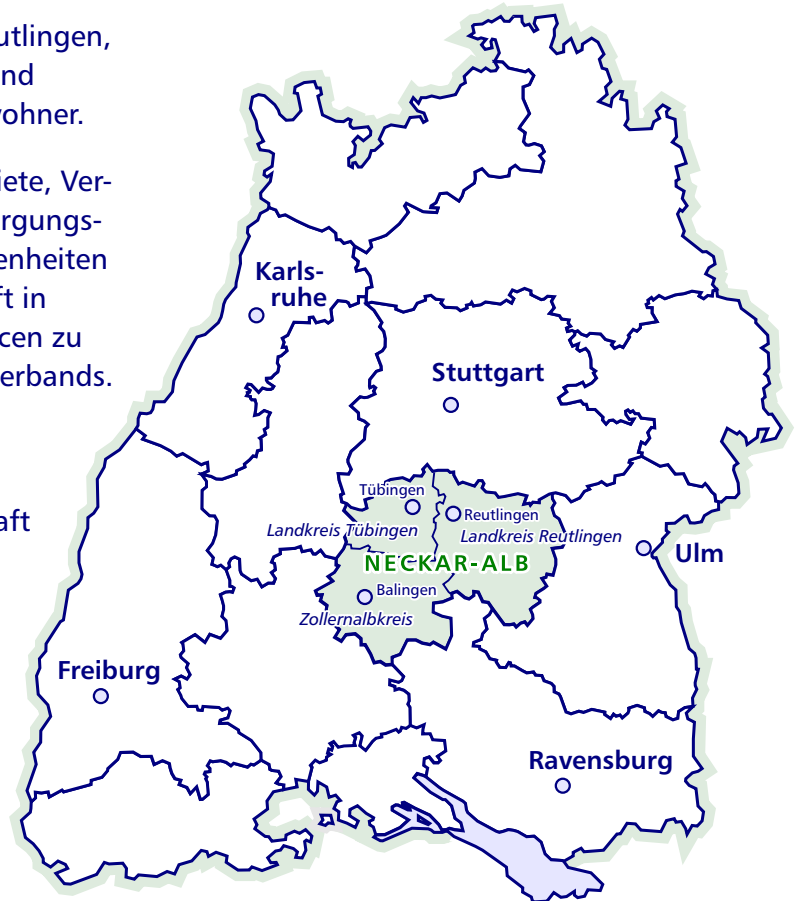 utlingen,
nd
wohner.
iete, Ver-
rgungs-
enheiten
ft in
cen zu
erbands.
aft
Karls-
ruhe
Stuttgart
Tübingen
Reutlingen
Landkreis Tübingen
Landkreis Reutlingen
Ulm
NECKAR-ALB
Balingen
Zollernalbkreis
Freiburg
Ravensburg